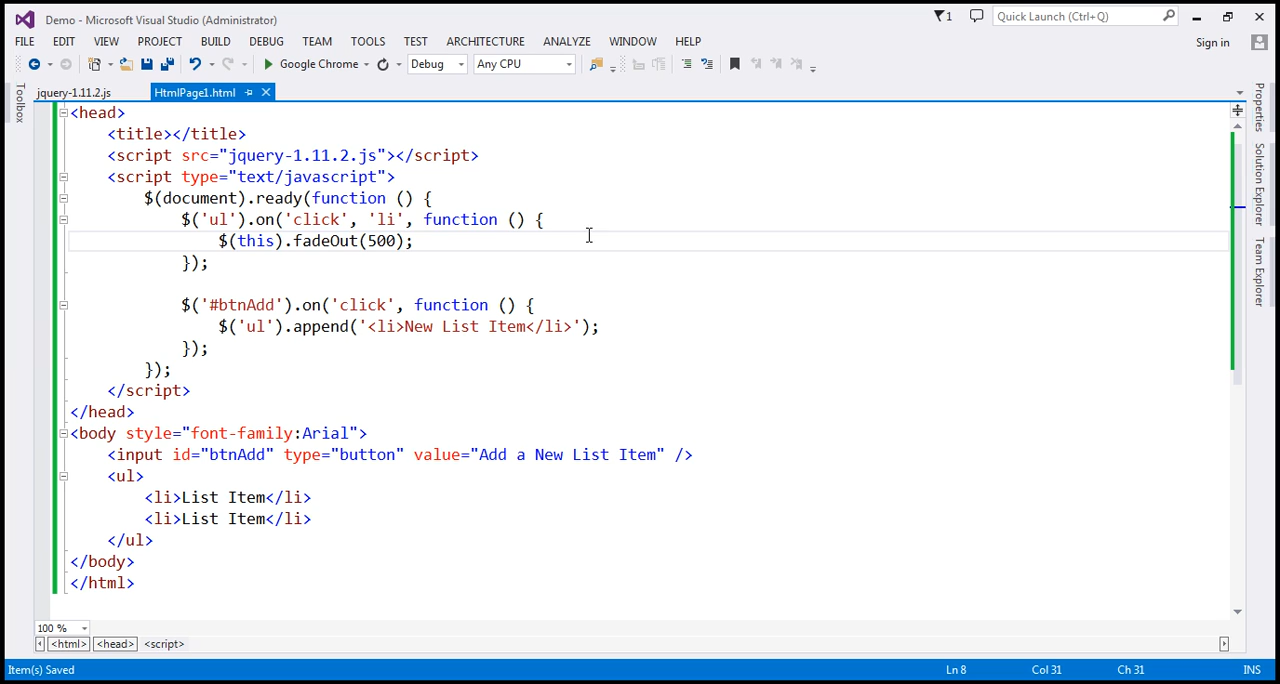 Demo - Microsoft Visual Studio (Administrator)
1
Quick Launch (Ctrl+Q)
FILE EDIT VIEW PROJECT BUILD DEBUG TEAM TOOLS TEST ARCHITECTURE ANALYZE WINDOW HELP
Sign in
Google Chrome Debug Any CPU
Toolbox
jquery-1.11.2.js HtmlPage1.html
<head>
<title></title>
<script src="jquery-1.11.2.js"></script>
<script type="text/javascript">
$(document).ready(function () {
$('ul').on('click', 'li', function () {
$(this).fadeOut(500);
});
$('#btnAdd').on('click', function () {
$('ul').append('<li>New List Item</li>');
});
});
</script>
</head>
<body style="font-family:Arial">
<input id="btnAdd" type="button" value="Add a New List Item" />
<ul>
<li>List Item</li>
<li>List Item</li>
</ul>
</body>
</html>
Properties
Solution Explorer
Team Explorer
100 %
<html> <head> <script>
Item(s) Saved Ln 8 Col 31 Ch 31 INS